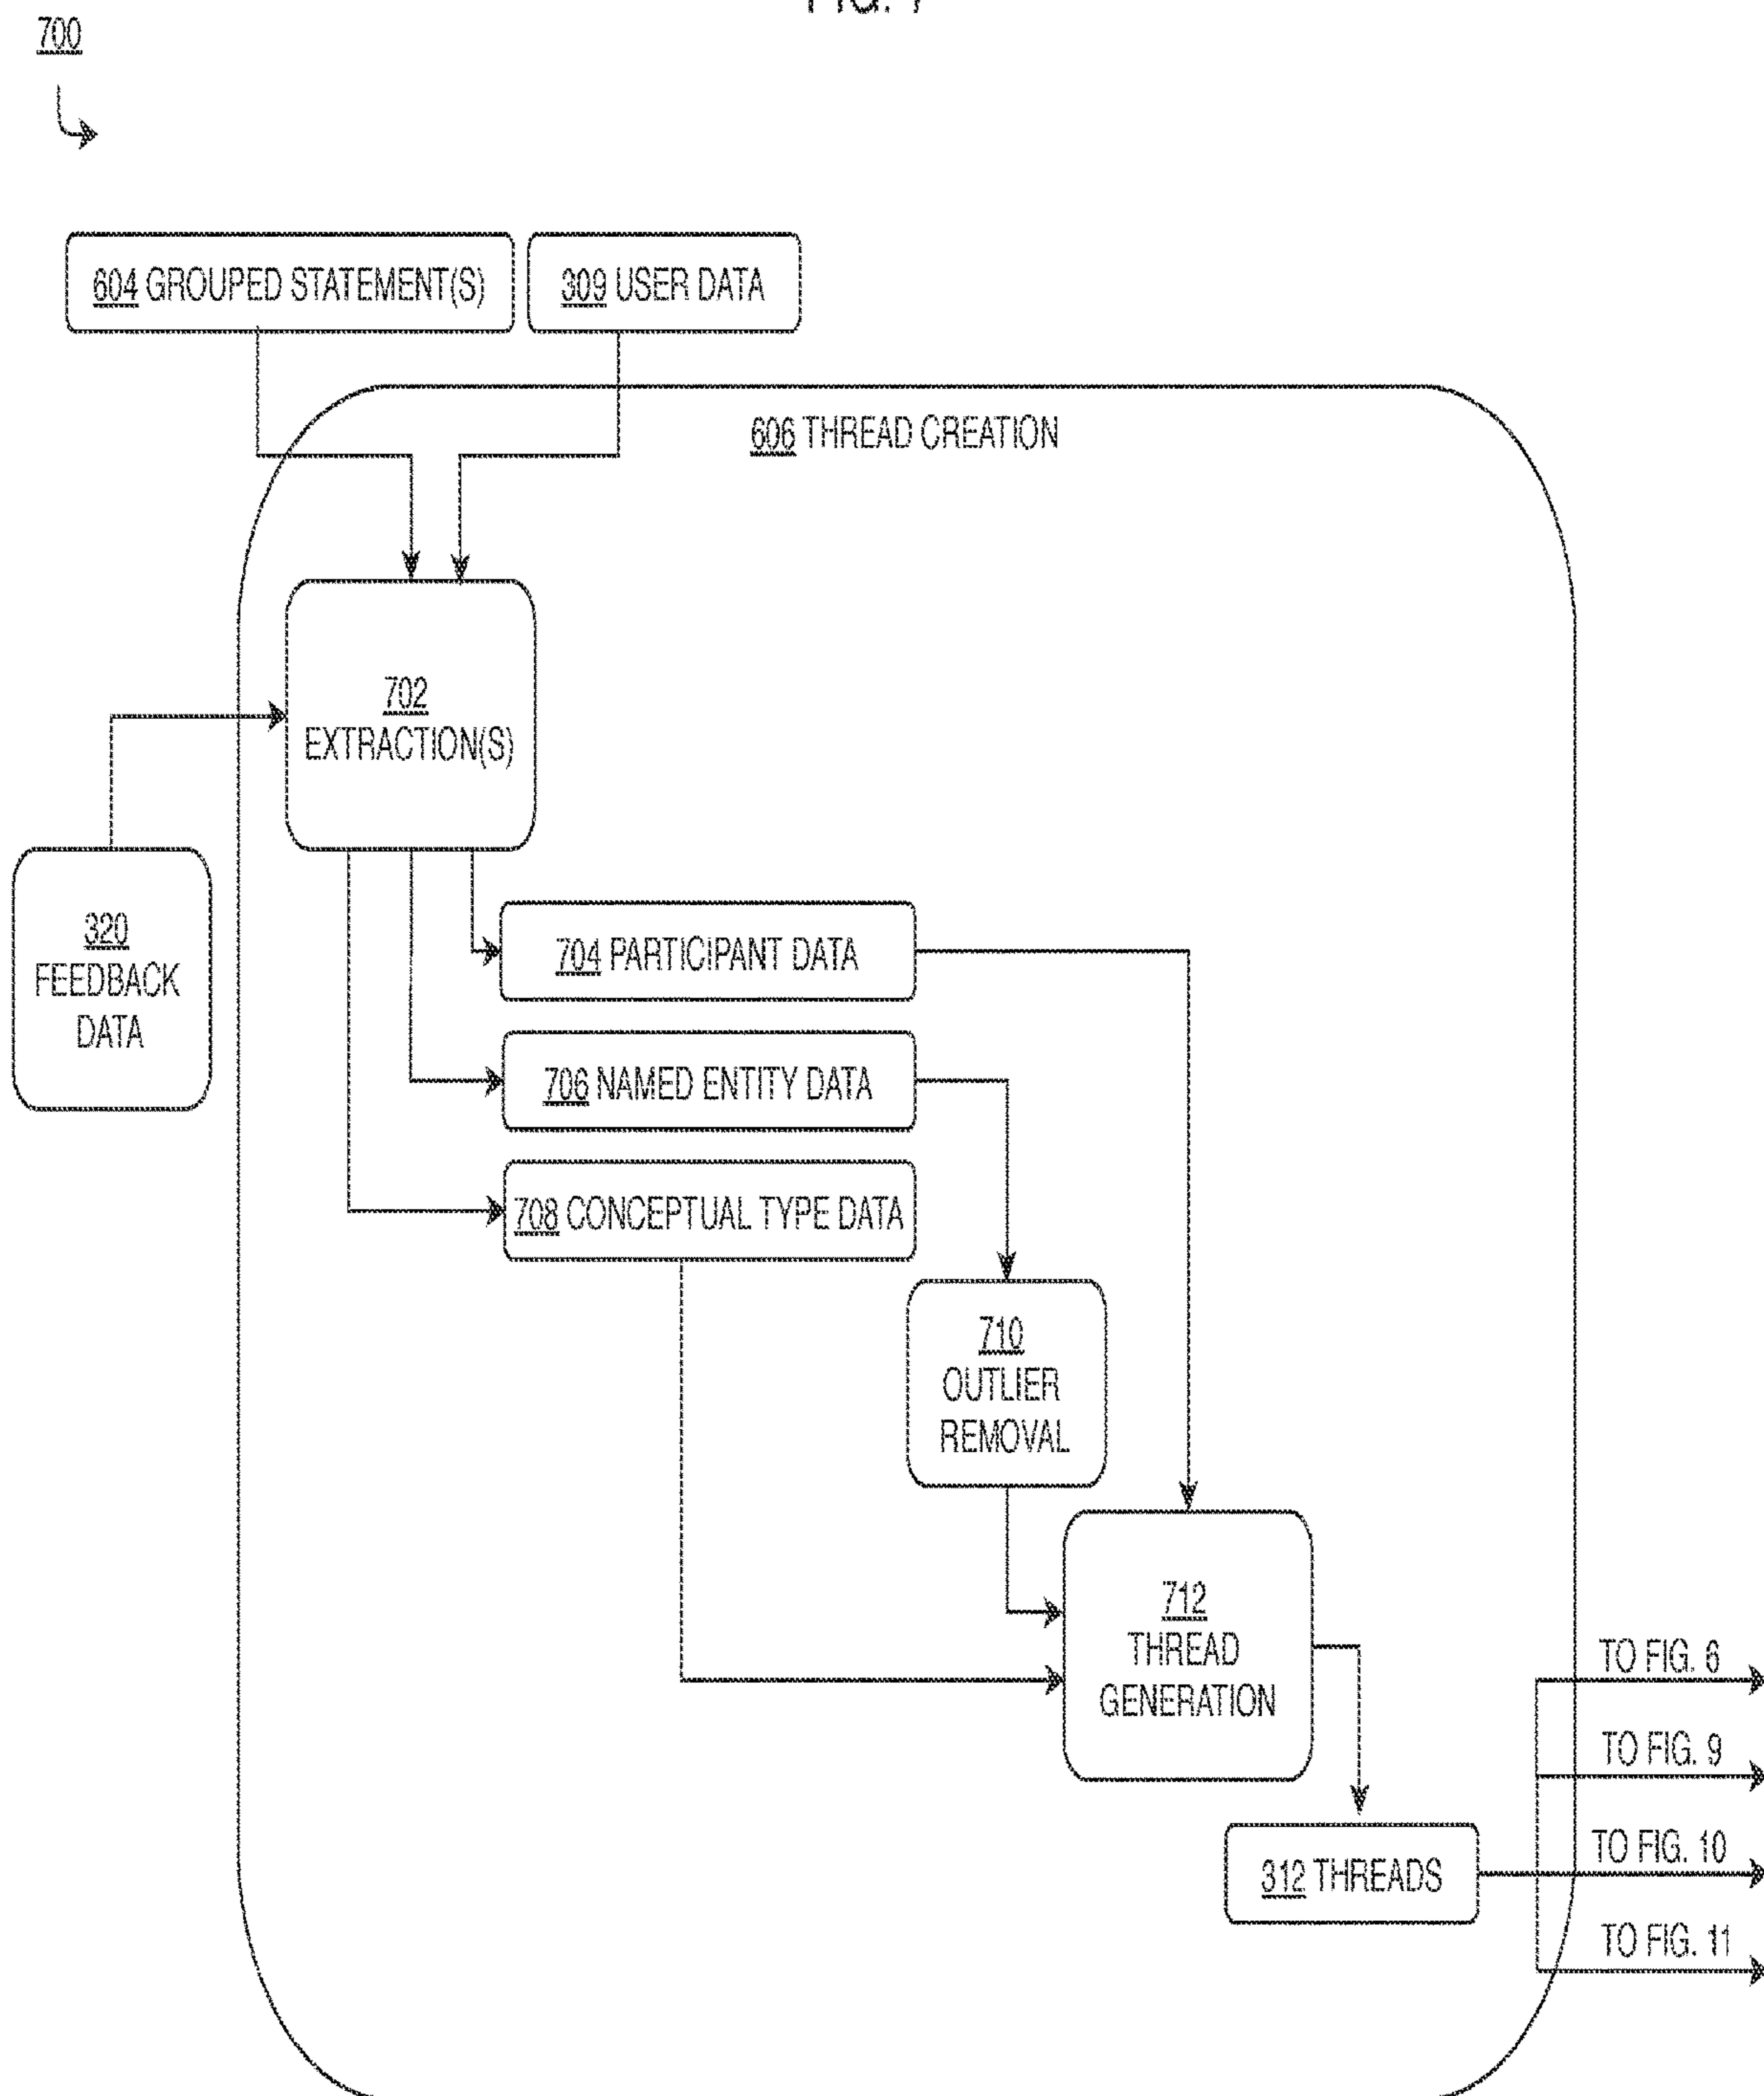 FIG. 7
700
604 GROUPED STATEMENT(S)
309 USER DATA
606 THREAD CREATION
702
EXTRACTION(S)
320
FEEDBACK
DATA
704 PARTICIPANT DATA
706 NAMED ENTITY DATA
708 CONCEPTUAL TYPE DATA
710
OUTLIER
REMOVAL
712
THREAD
GENERATION
312 THREADS
TO FIG. 6
TO FIG. 9
TO FIG. 10
TO FIG. 11